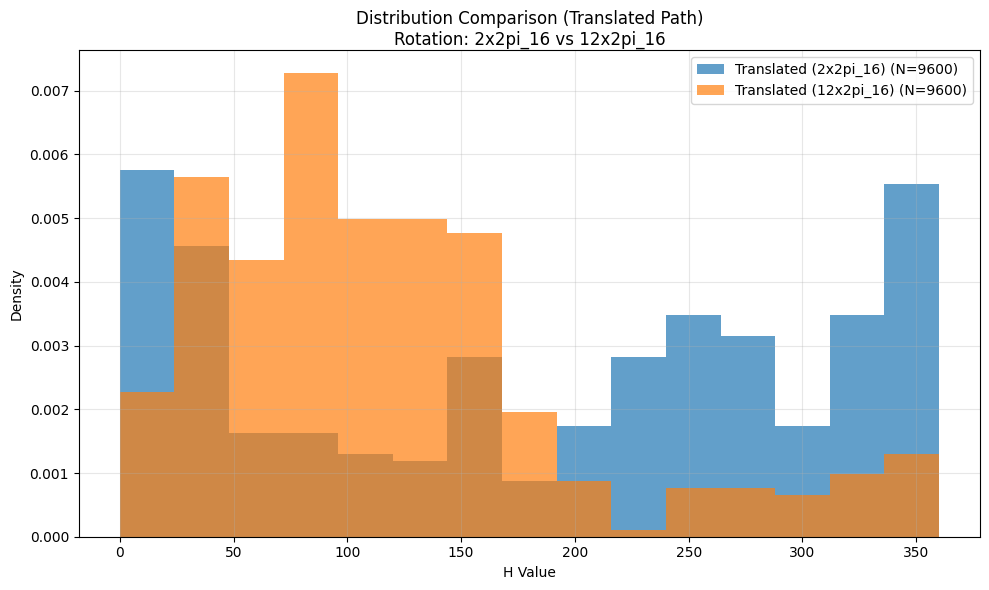 Distribution Comparison (Translated Path)
Rotation: 2x2pi_16 vs 12x2pi_16
Translated (2x2pi_16) (N=9600)
Translated (12x2pi_16) (N=9600)
0.007
0.006
0.005
0.004
0.003
0.002
0.001
0.000
Density
0 50 100 150 200 250 300 350
H Value